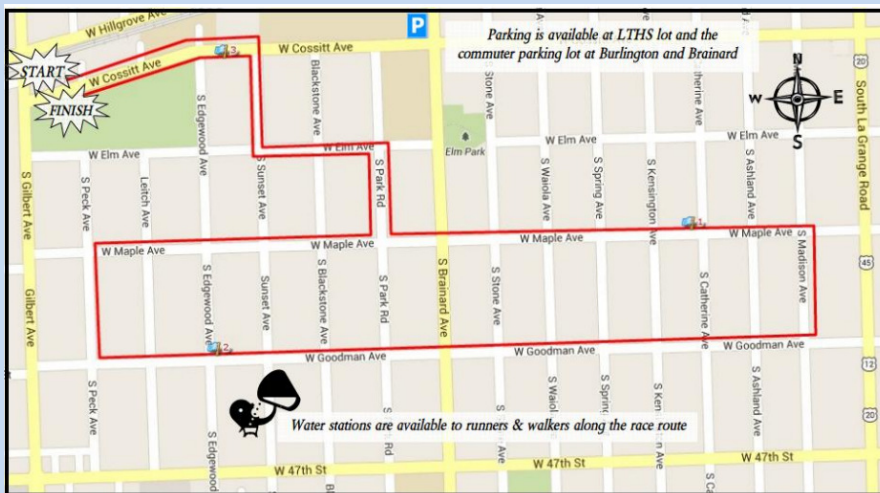 W Hillgrove Ave
P
Parking is available at LTHS lot and the
commuter parking lot at Burlington and Brainard
START
FINISH
W Cossitt Ave
3
W Cossitt Ave
20
N
W E
S
South La Grange Road
S Edgewood Ave
Blackstone Ave
S Stone Ave
Elm Park
W Elm Ave
W Elm Ave
W Elm Ave
W Elm Ave
S Gilbert Ave
S Peck Ave
Leitch Ave
S Sunset Ave
S Park Rd
S Waiola Ave
S Spring Ave
S Kensington Ave
S Ashland Ave
1
W Maple Ave
W Maple Ave
W Maple Ave
W Maple Ave
S Madison Ave
Gilbert Ave
S Edgewood Ave
Sunset Ave
S Blackstone Ave
S Park Rd
S Brainard Ave
S Stone Ave
S Catherine Ave
45
2
W Goodman Ave
W Goodman Ave
W Goodman Ave
12
S Peck Ave
S Edgewood
S Ashland Ave
20
Water stations are available to runners & walkers along the race route
W 47th St
W 47th St
W 47th St